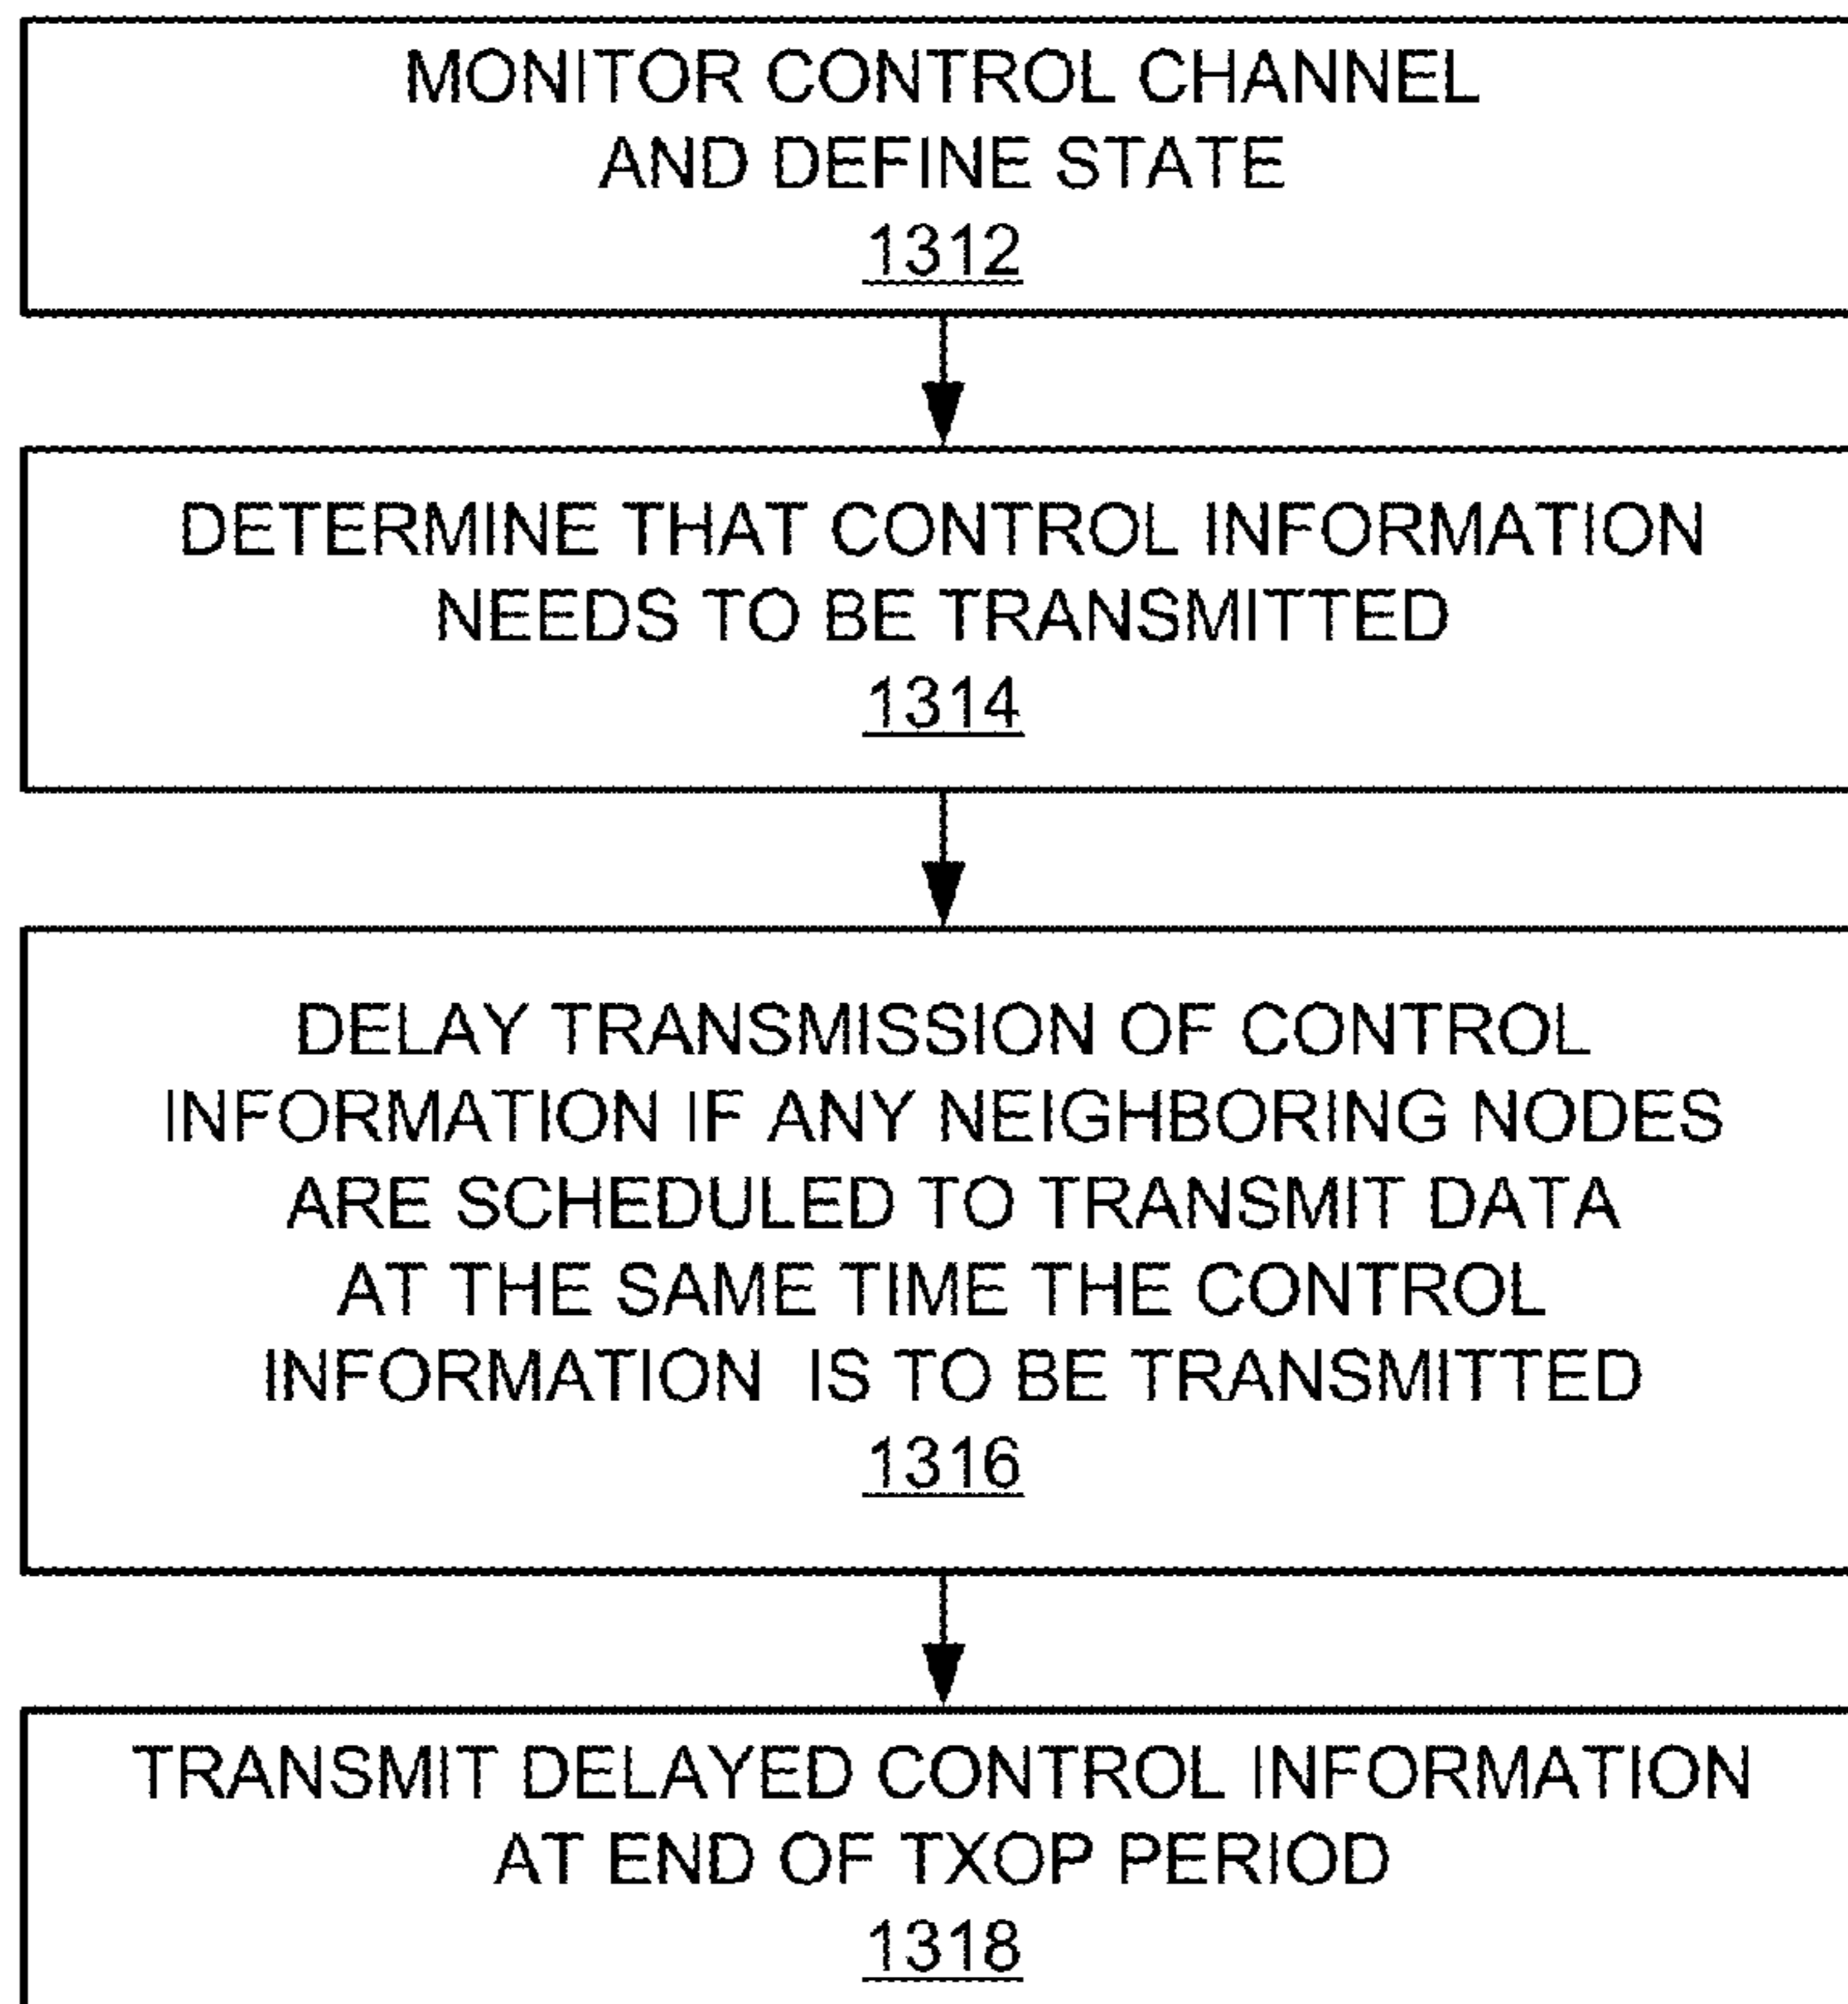 MONITOR CONTROL CHANNEL
AND DEFINE STATE
1312
DETERMINE THAT CONTROL INFORMATION
NEEDS TO BE TRANSMITTED
1314
DELAY TRANSMISSION OF CONTROL
INFORMATION IF ANY NEIGHBORING NODES
ARE SCHEDULED TO TRANSMIT DATA
AT THE SAME TIME THE CONTROL
INFORMATION IS TO BE TRANSMITTED
1316
TRANSMIT DELAYED CONTROL INFORMATION
AT END OF TXOP PERIOD
1318